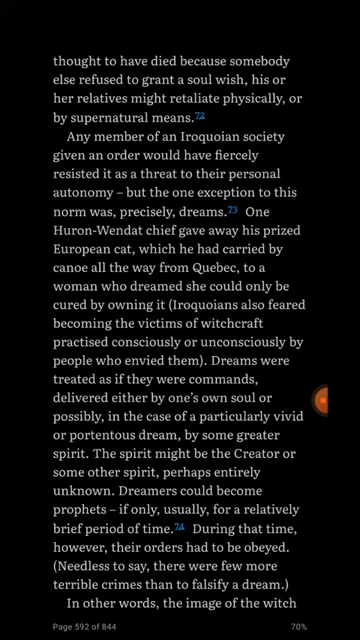 thought to have died because somebody
else refused to grant a soul wish, his or
her relatives might retaliate physically, or
by supernatural means.72
Any member of an Iroquoian society
given an order would have fiercely
resisted it as a threat to their personal
autonomy – but the one exception to this
norm was, precisely, dreams.73 One
Huron-Wendat chief gave away his prized
European cat, which he had carried by
canoe all the way from Quebec, to a
woman who dreamed she could only be
cured by owning it (Iroquoians also feared
becoming the victims of witchcraft
practised consciously or unconsciously by
people who envied them). Dreams were
treated as if they were commands,
delivered either by one’s own soul or
possibly, in the case of a particularly vivid
or portentous dream, by some greater
spirit. The spirit might be the Creator or
some other spirit, perhaps entirely
unknown. Dreamers could become
prophets – if only, usually, for a relatively
brief period of time.74 During that time,
however, their orders had to be obeyed.
(Needless to say, there were few more
terrible crimes than to falsify a dream.)
In other words, the image of the witch
Page 592 of 844 70%